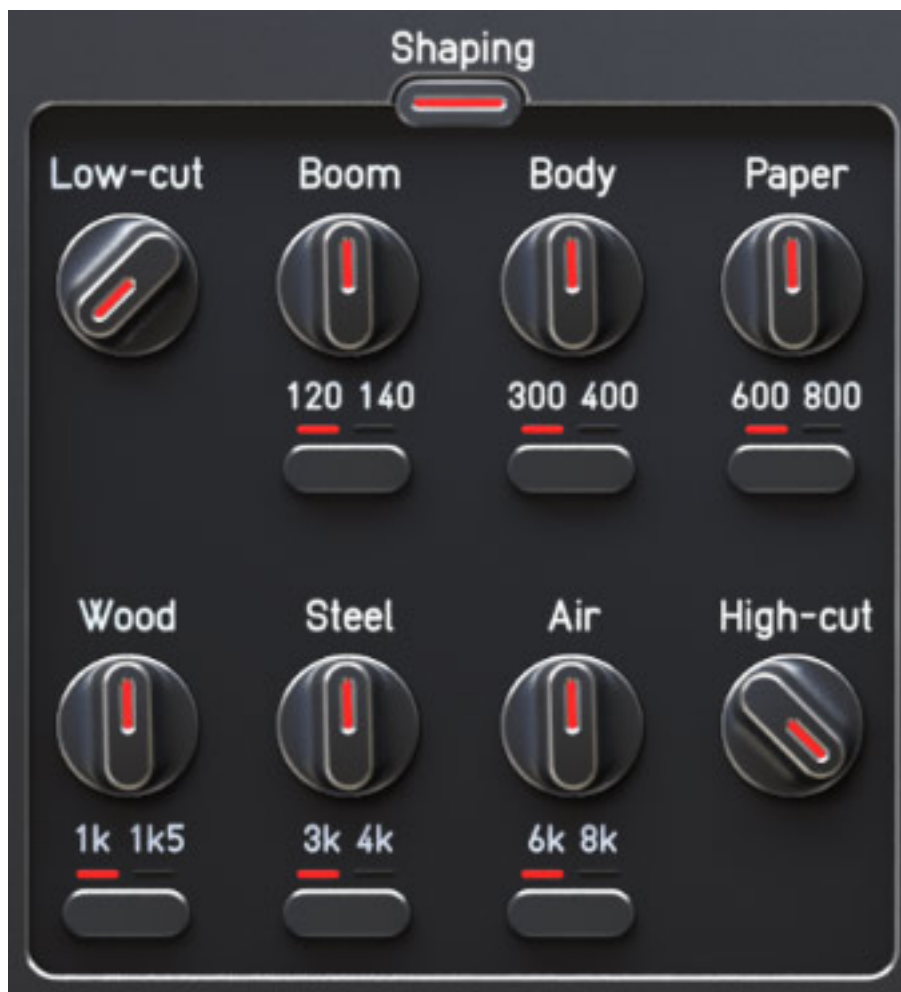 Shaping
Low-cut Boom Body Paper
120 140 300 400 600 800
Wood Steel Air High-cut
1k 1k5 3k 4k 6k 8k